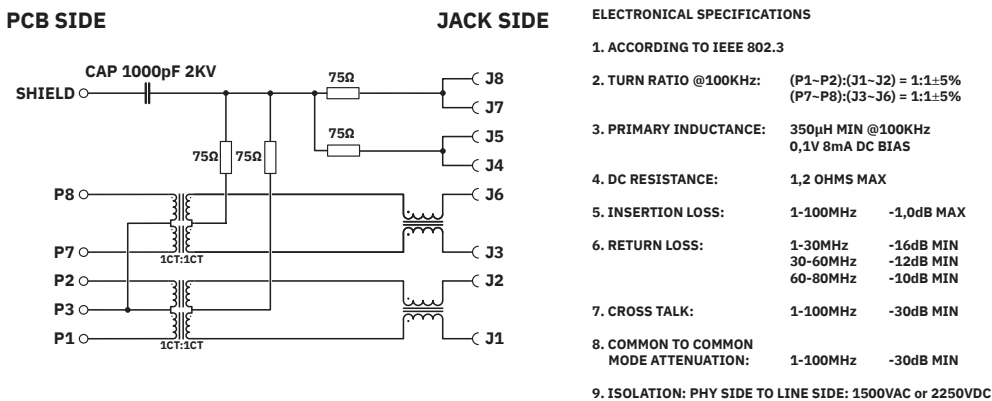 PCB SIDE
JACK SIDE
CAP 1000pF 2KV
SHIELD
75Ω
J8
J7
75Ω
J5
J4
75Ω 75Ω
P8
J6
P7
1CT:1CT
J3
P2
J2
P3
P1
1CT:1CT
J1
ELECTRONICAL SPECIFICATIONS
1. ACCORDING TO IEEE 802.3
2. TURN RATIO @100KHz: (P1~P2):(J1~J2) = 1:1±5%
(P7~P8):(J3~J6) = 1:1±5%
3. PRIMARY INDUCTANCE: 350µH MIN @100KHz
0,1V 8mA DC BIAS
4. DC RESISTANCE: 1,2 OHMS MAX
5. INSERTION LOSS: 1-100MHz -1,0dB MAX
6. RETURN LOSS: 1-30MHz -16dB MIN
30-60MHz -12dB MIN
60-80MHz -10dB MIN
7. CROSS TALK: 1-100MHz -30dB MIN
8. COMMON TO COMMON
MODE ATTENUATION: 1-100MHz -30dB MIN
9. ISOLATION: PHY SIDE TO LINE SIDE: 1500VAC or 2250VDC